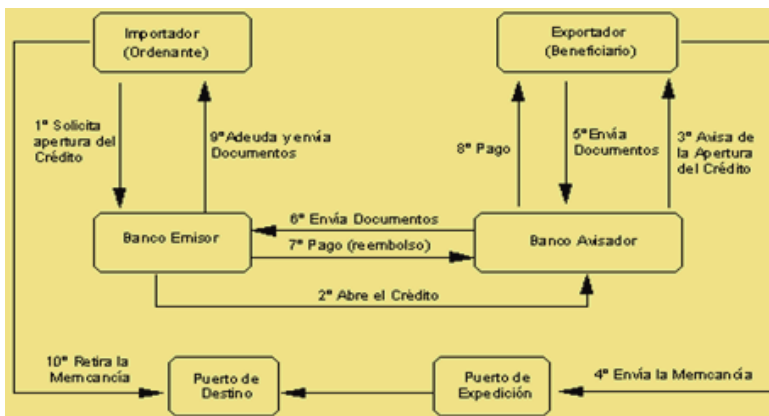 Importador
(Ordenante)
Exportador
(Beneficiario)
1º Solicita
apertura del
Crédito
9º Adeuda y envía
Documentos
8º Pago
5º Envía
Documentos
3º Avisa de
la Apertura
del Crédito
Banco Emisor
6º Envía Documentos
7º Pago (reembolso)
Banco Avisador
2º Abre el Crédito
10º Retira la
Memcancía
Puerto de
Destino
Puerto de
Expedición
4º Envía la Memcancía